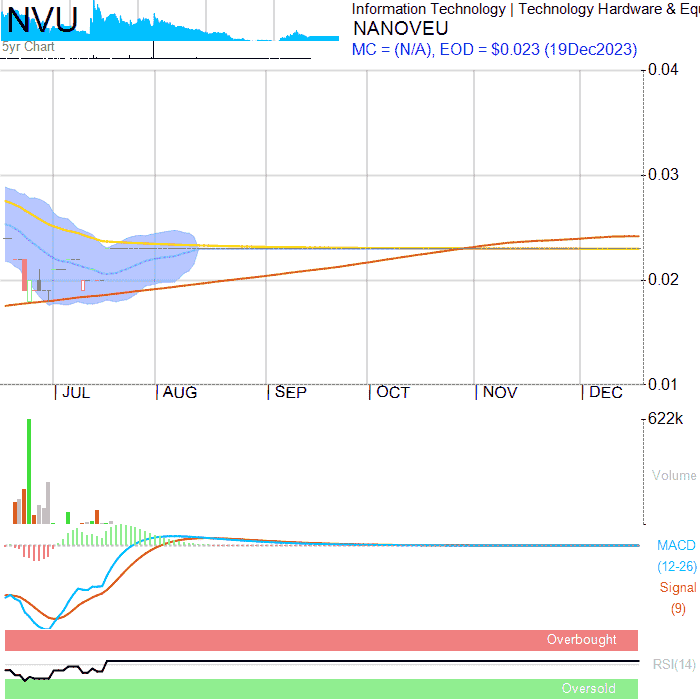 NVU
5yr Chart
Information Technology | Technology Hardware & Equ
NANOVEU
MC = (N/A), EOD = $0.023 (19Dec2023)
0.04
0.03
0.02
0.01
JUL AUG SEP OCT NOV DEC
622k
Volume
MACD
(12-26)
Signal
(9)
Overbought
RSI(14)
Oversold